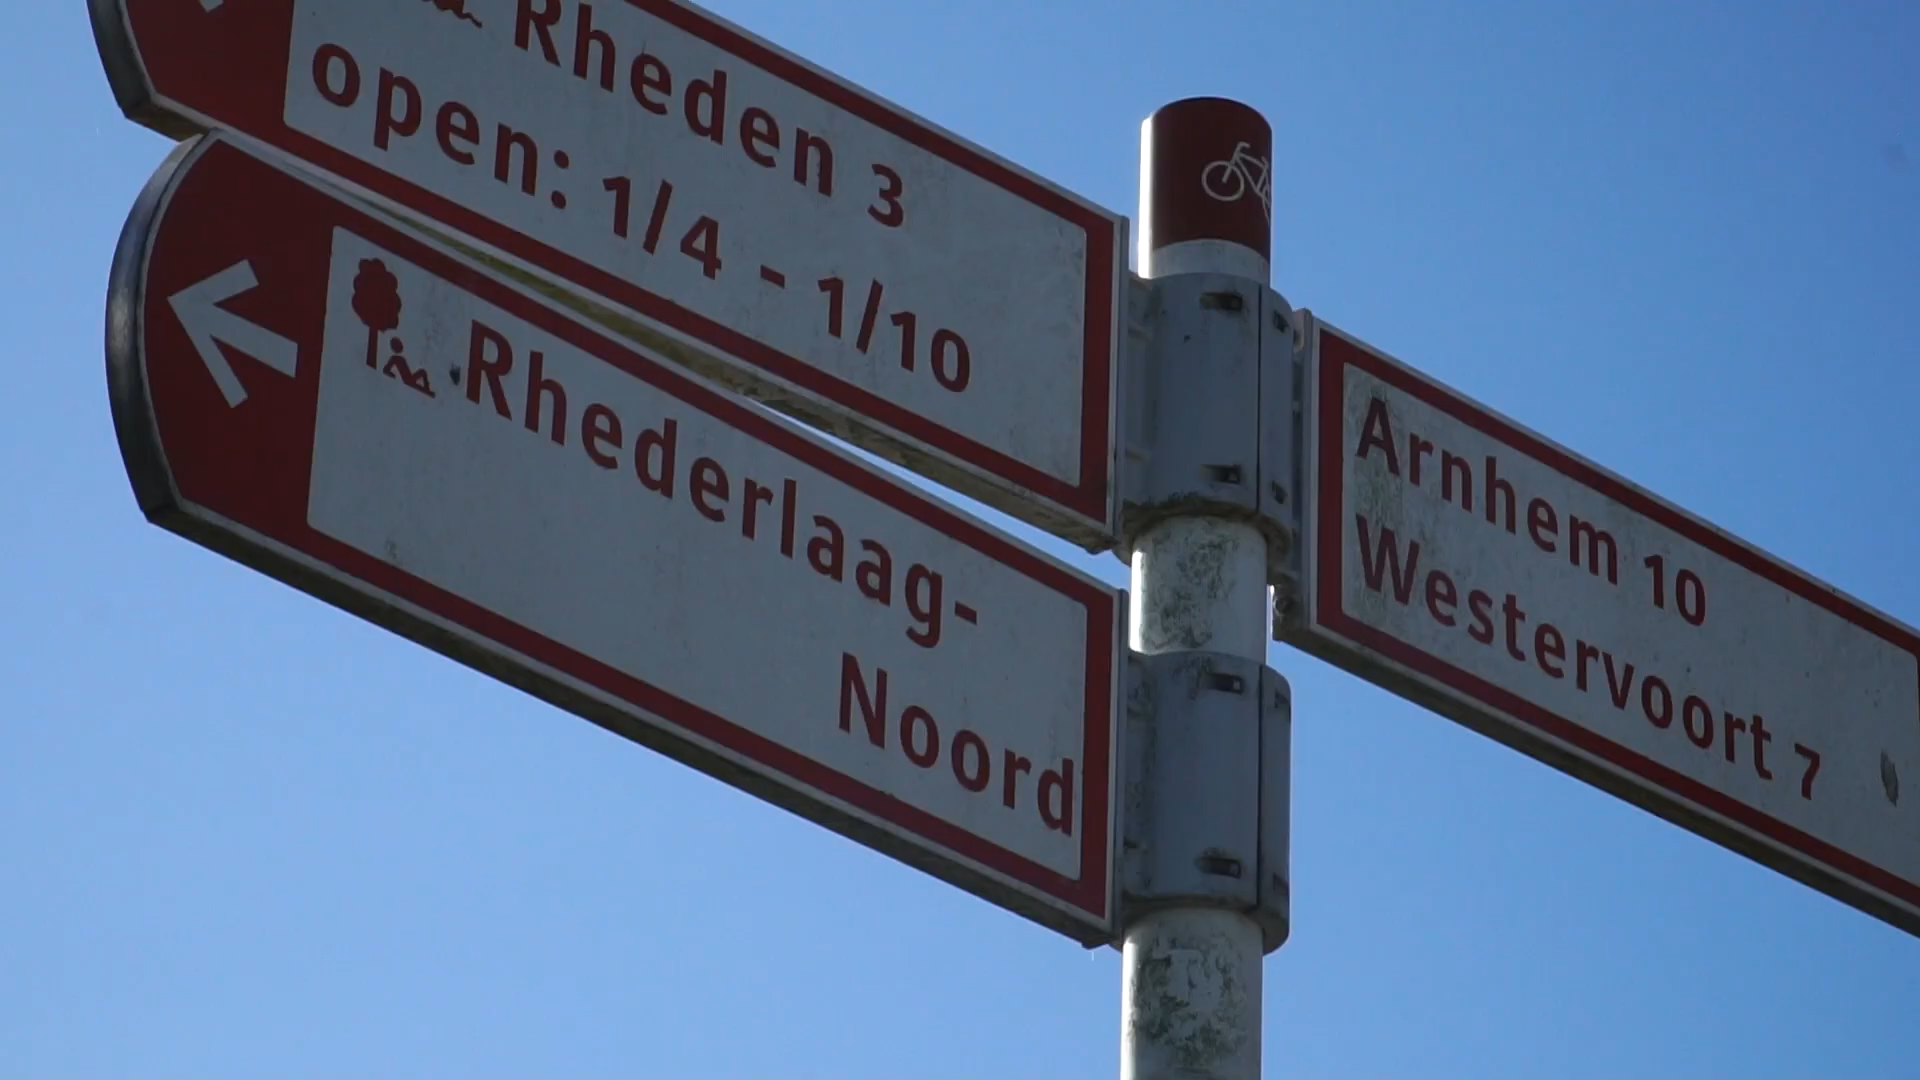 Rheden 3
open: 1/4 - 1/10
Rhederlaag-
Noord
Arnhem 10
Westervoort 7